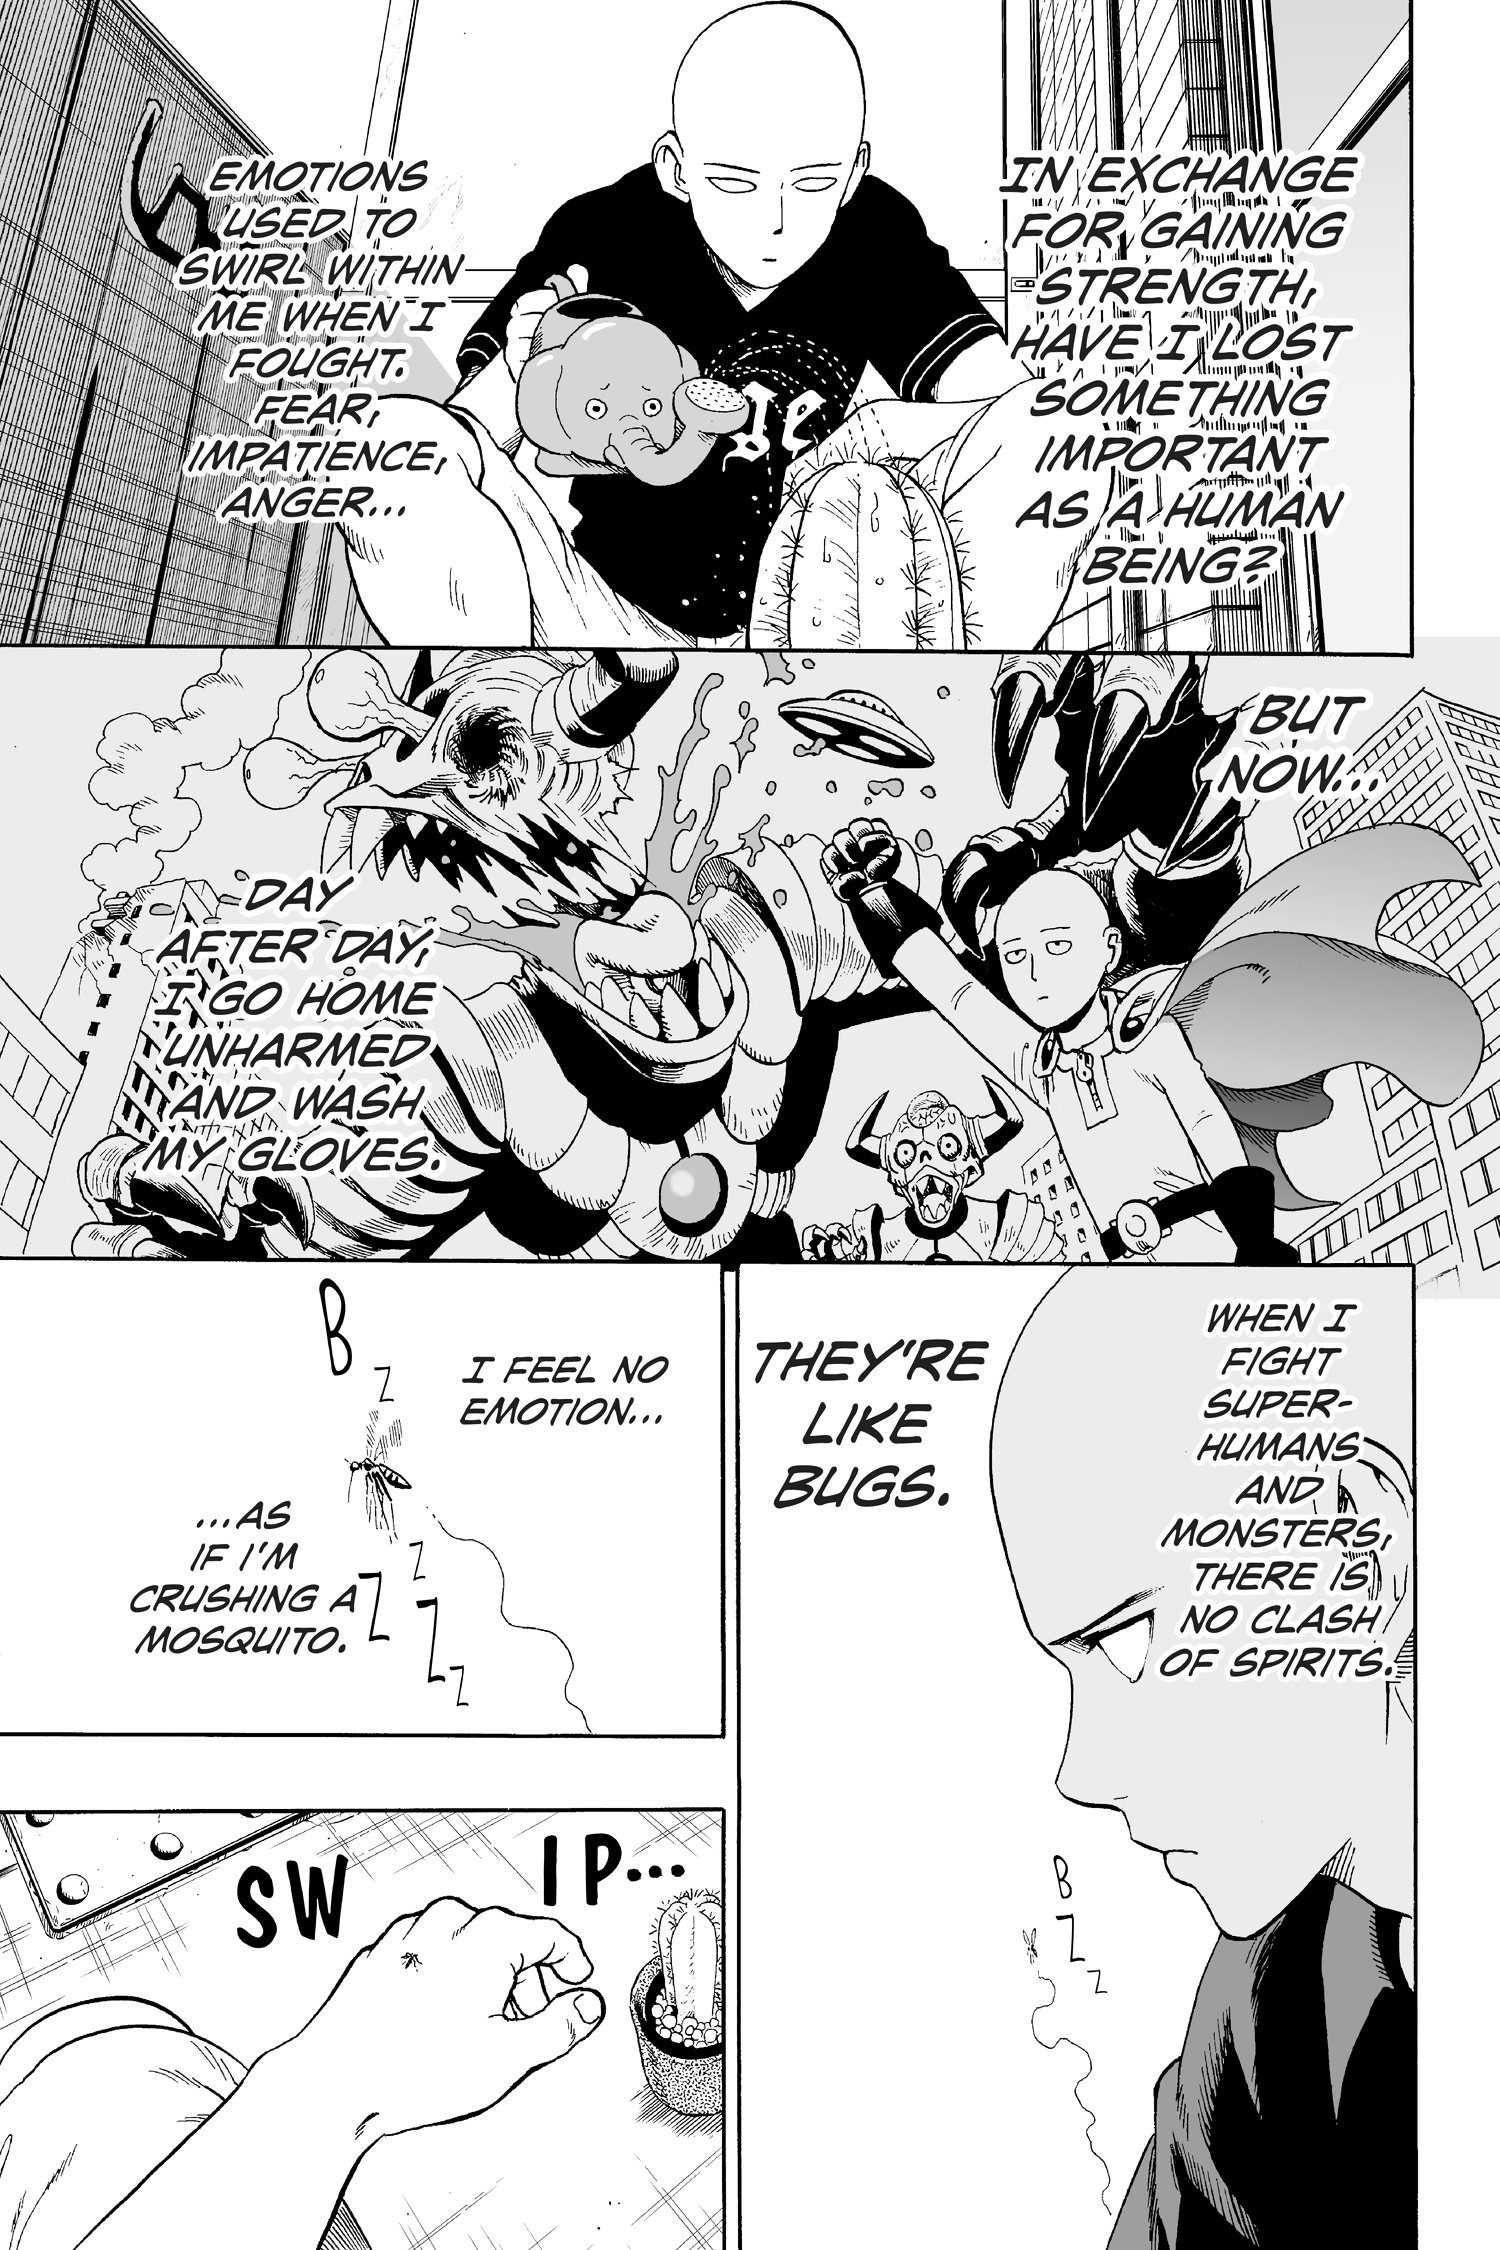 IN EXCHANGE
FOR GAINING
STRENGTH,
HAVE I LOST
SOMETHING
IMPORTANT
AS A HUMAN
BEING?
EMOTIONS
USED TO
SWIRL WITHIN
ME WHEN I
FOUGHT.
FEAR,
IMPATIENCE,
ANGER...
BUT
NOW...
DAY
AFTER DAY,
I GO HOME
UNHARMED
AND WASH
MY GLOVES.
WHEN I
FIGHT
SUPER-
HUMANS
AND
MONSTERS,
THERE IS
NO CLASH
OF SPIRITS.
THEY'RE
LIKE
BUGS.
BZZ
I FEEL NO
EMOTION...
...AS
IF I'M
CRUSHING A
MOSQUITO.
BZZZZZ
SWIP...